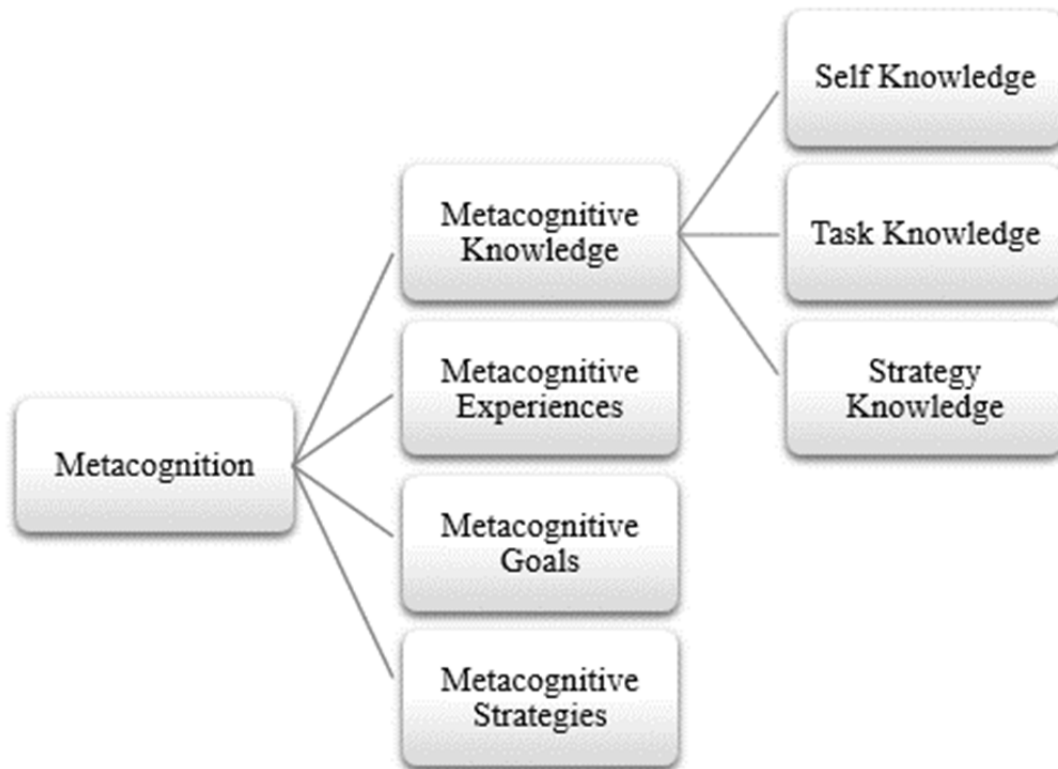 Self Knowledge
Metacognitive
Knowledge
Task Knowledge
Metacognitive
Experiences
Strategy
Knowledge
Metacognition
Metacognitive
Goals
Metacognitive
Strategies